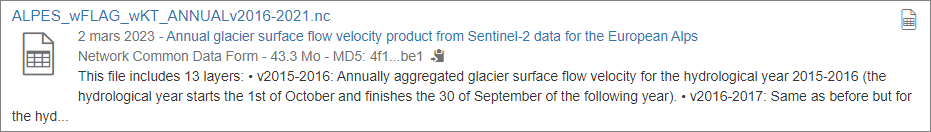 ALPES_wFLAG_wKT_ANNUALv2016-2021.nc
2 mars 2023 - Annual glacier surface flow velocity product from Sentinel-2 data for the European Alps
Network Common Data Form - 43.3 Mo - MD5: 4f1...be1
This file includes 13 layers: • v2015-2016: Annually aggregated glacier surface flow velocity for the hydrological year 2015-2016 (the
hydrological year starts the 1st of October and finishes the 30 of September of the following year). • v2016-2017: Same as before but for
the hyd...